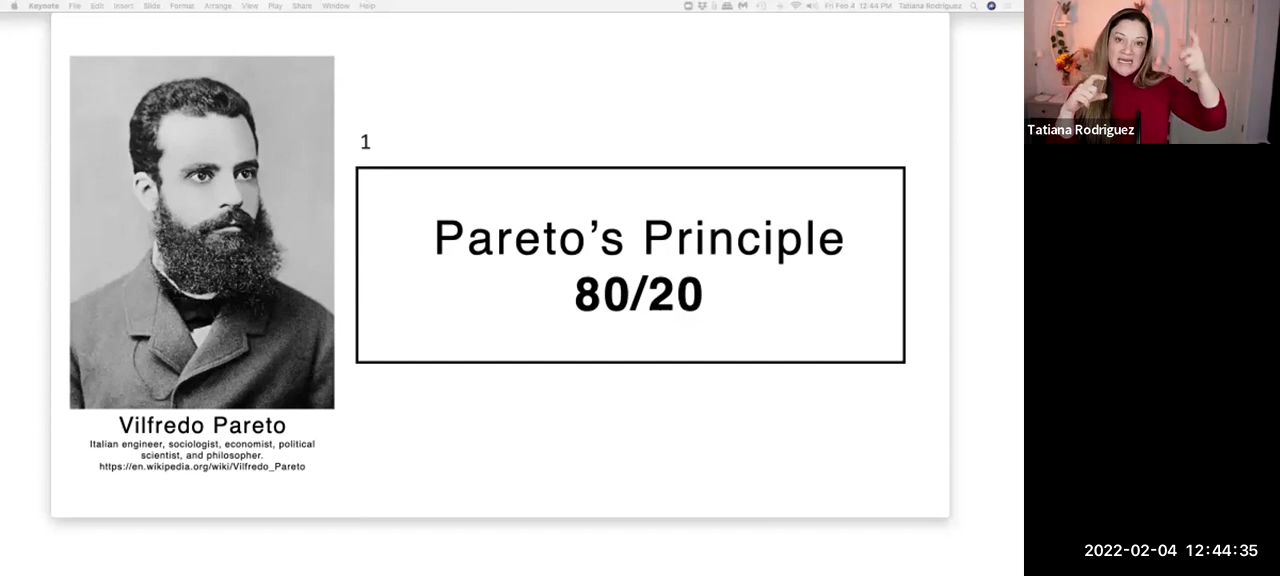 Keynote File Edit Insert Slide Format Arrange View Play Share Window Help
Fri Feb 4 12:44 PM Tatiana Rodriguez
Tatiana Rodriguez
1
Pareto’s Principle
80/20
Vilfredo Pareto
Italian engineer, sociologist, economist, political
scientist, and philosopher.
https://en.wikipedia.org/wiki/Vilfredo_Pareto
2022-02-04 12:44:35